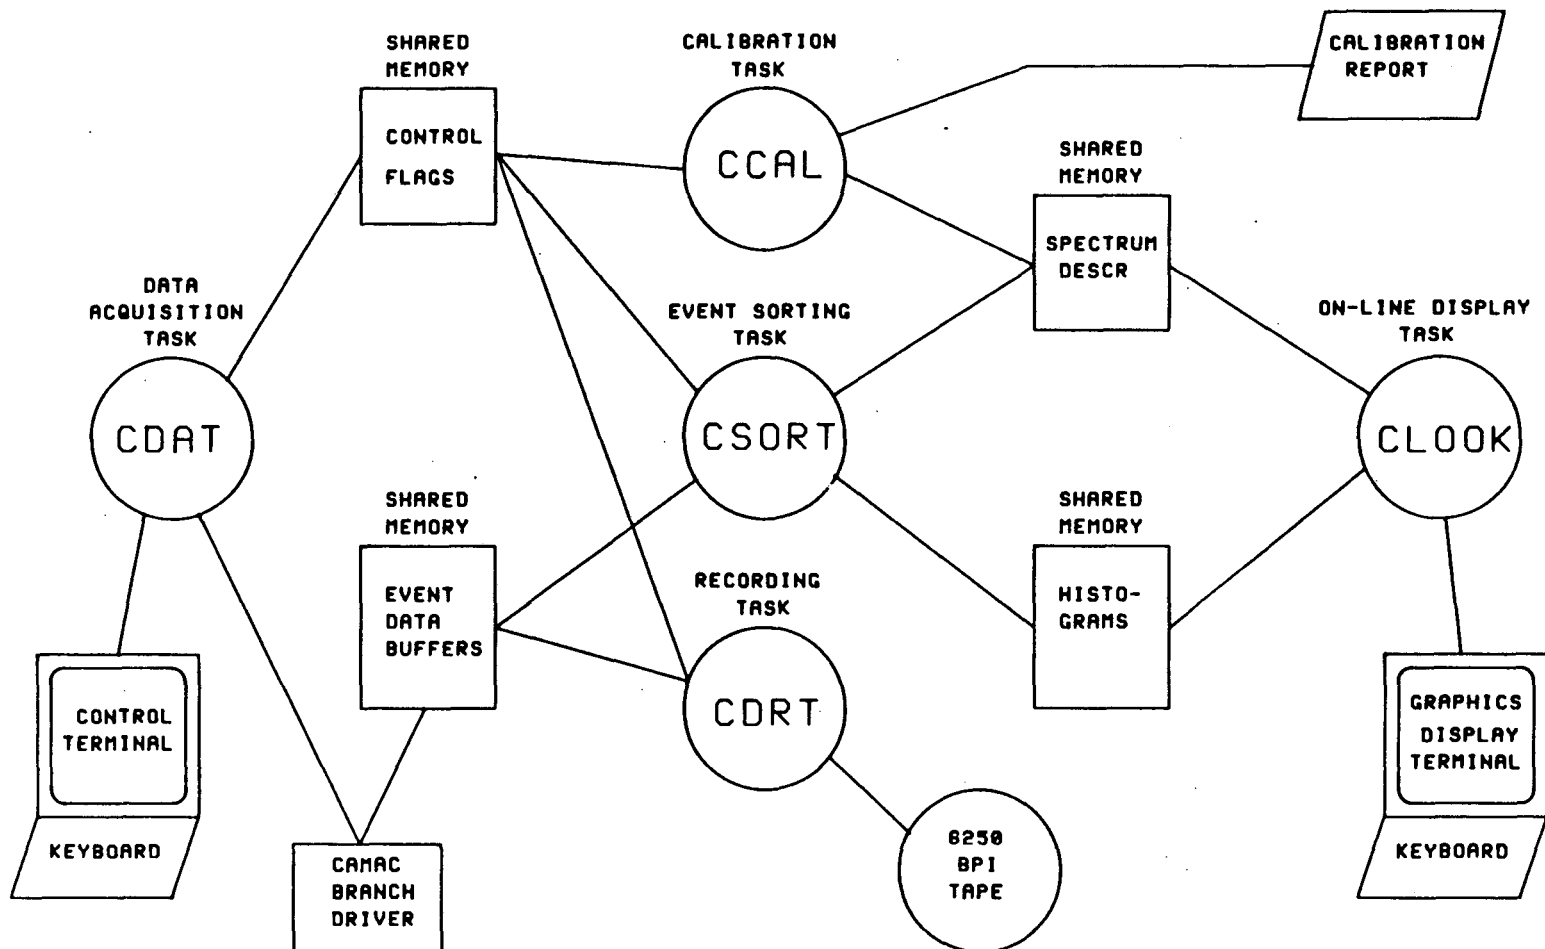 SHARED
MEMORY
CONTROL
FLAGS
CALIBRATION
TASK
CCAL
CALIBRATION
REPORT
SHARED
MEMORY
SPECTRUM
DESCR
DATA
ACQUISITION
TASK
CDAT
EVENT SORTING
TASK
CSORT
ON-LINE DISPLAY
TASK
CLOOK
SHARED
MEMORY
EVENT
DATA
BUFFERS
RECORDING
TASK
CDRT
SHARED
MEMORY
HISTO-
GRAMS
CONTROL
TERMINAL
KEYBOARD
CAMAC
BRANCH
DRIVER
6250
BPI
TAPE
GRAPHICS
DISPLAY
TERMINAL
KEYBOARD